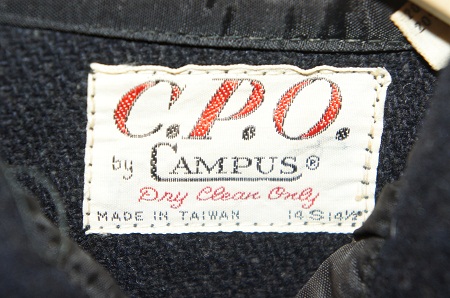 C.P.O.
by CAMPUS®
Dry Clean Only
MADE IN TAIWAN 14 S 14½